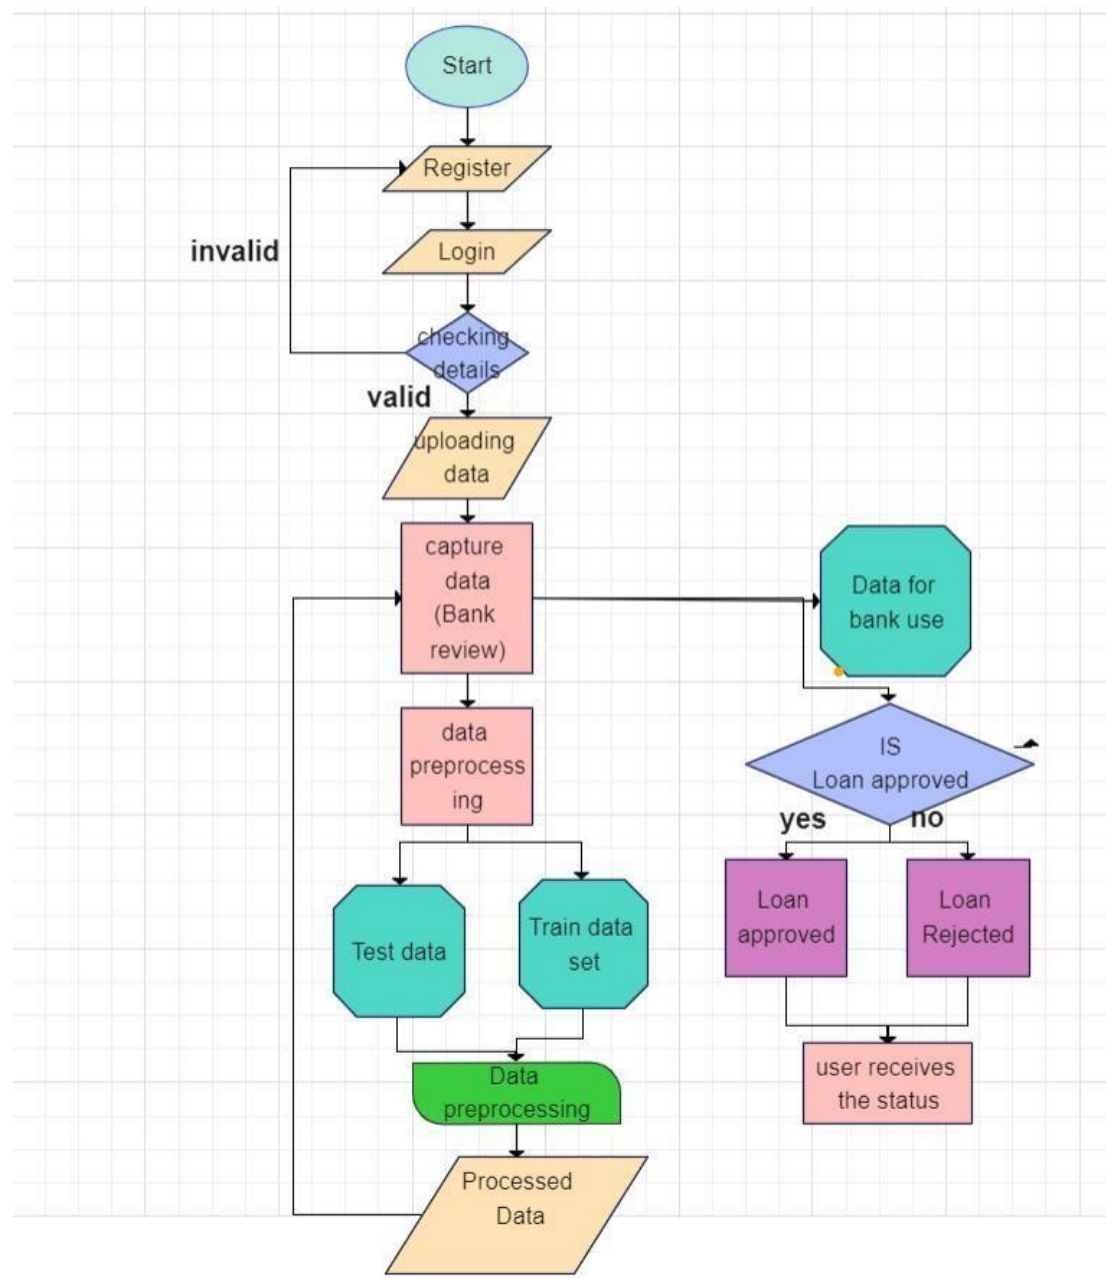 Start
Register
invalid
Login
checking
details
valid
uploading
data
capture
data
(Bank
review)
Data for
bank use
data
preprocess
ing
IS
Loan approved
yes
no
Test data
Train data
set
Loan
approved
Loan
Rejected
Data
preprocessing
user receives
the status
Processed
Data